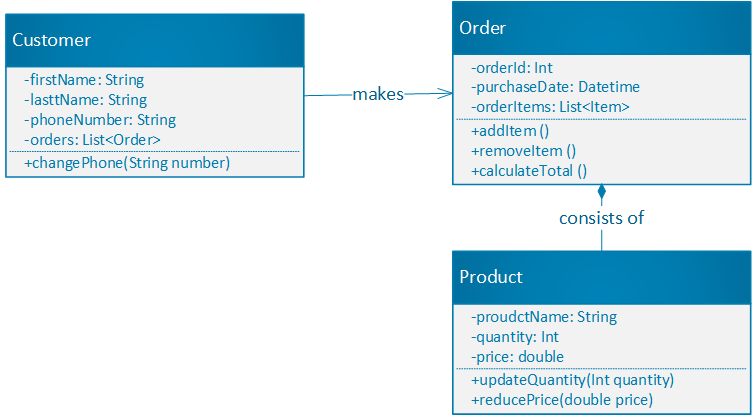 Customer
-firstName: String
-lasttName: String
-phoneNumber: String
-orders: List<Order>
+changePhone(String number)
makes
Order
-orderId: Int
-purchaseDate: Datetime
-orderItems: List<Item>
+addItem ()
+removeItem ()
+calculateTotal ()
consists of
Product
-proudctName: String
-quantity: Int
-price: double
+updateQuantity(Int quantity)
+reducePrice(double price)